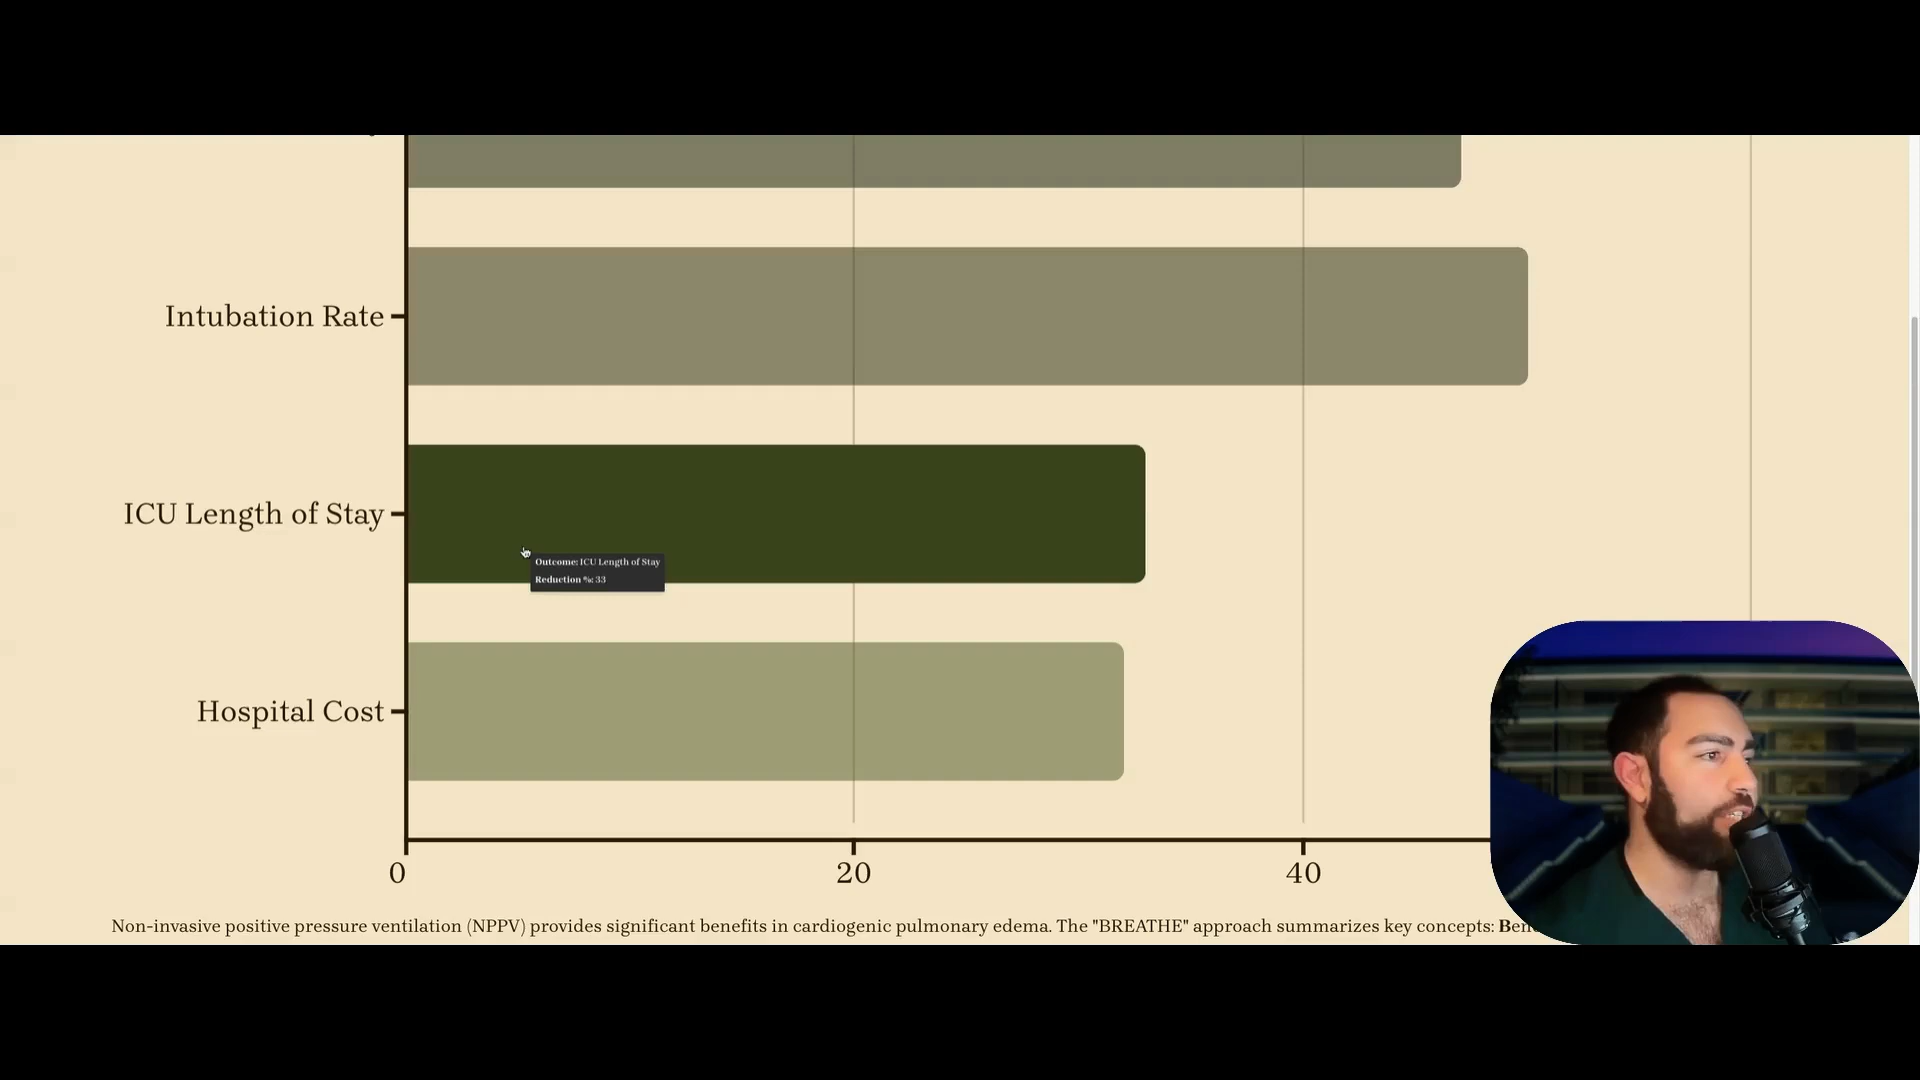 Intubation Rate
ICU Length of Stay
Outcome: ICU Length of Stay
Reduction %: 33
Hospital Cost
0
20
40
Non-invasive positive pressure ventilation (NPPV) provides significant benefits in cardiogenic pulmonary edema. The "BREATHE" approach summarizes key concepts: